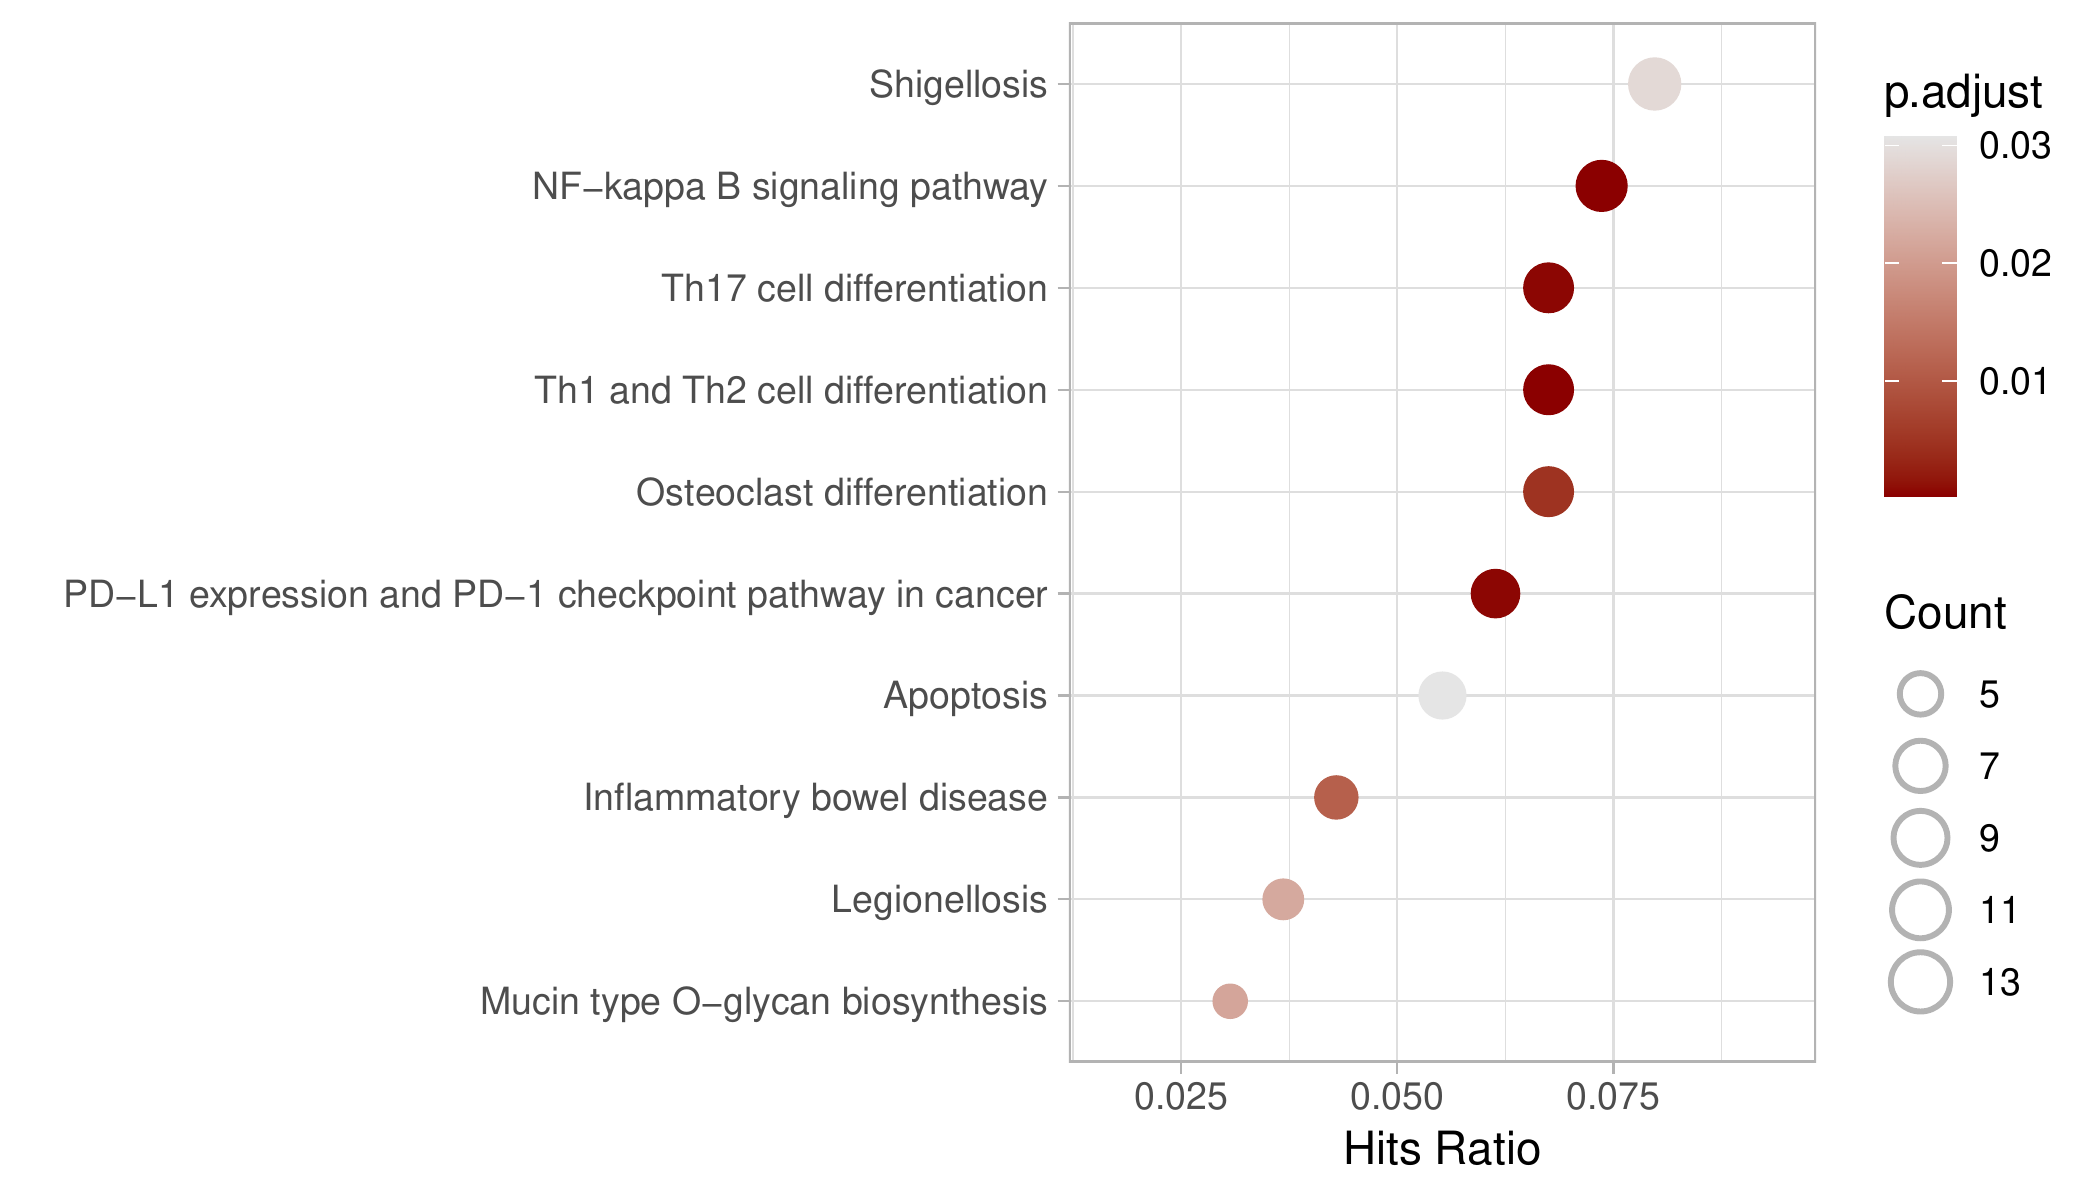 Shigellosis
NF−kappa B signaling pathway
Th17 cell differentiation
Th1 and Th2 cell differentiation
Osteoclast differentiation
PD−L1 expression and PD−1 checkpoint pathway in cancer
Apoptosis
Inflammatory bowel disease
Legionellosis
Mucin type O−glycan biosynthesis
0.025 0.050 0.075
Hits Ratio
p.adjust
0.03
0.02
0.01
Count
5
7
9
11
13